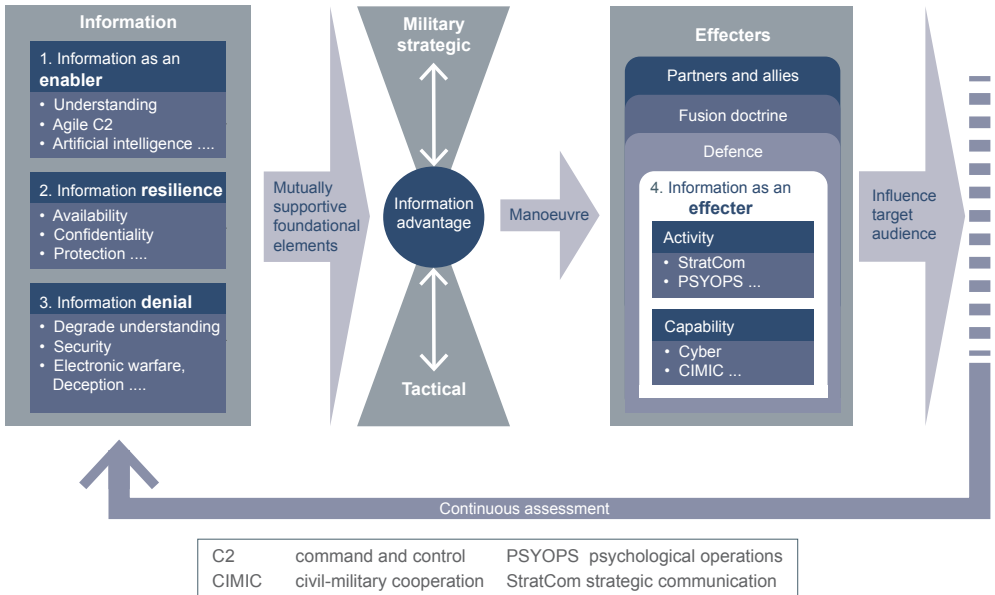 Information
1. Information as an
enabler
• Understanding
• Agile C2
• Artificial intelligence ....
2. Information resilience
• Availability
• Confidentiality
• Protection ....
3. Information denial
• Degrade understanding
• Security
• Electronic warfare,
Deception ....
Mutually
supportive
foundational
elements
Military
strategic
Information
advantage
Tactical
Manoeuvre
Effecters
Partners and allies
Fusion doctrine
Defence
4. Information as an
effecter
Activity
• StratCom
• PSYOPS ...
Capability
• Cyber
• CIMIC ...
Influence
target
audience
Continuous assessment
C2 command and control PSYOPS psychological operations
CIMIC civil-military cooperation StratCom strategic communication